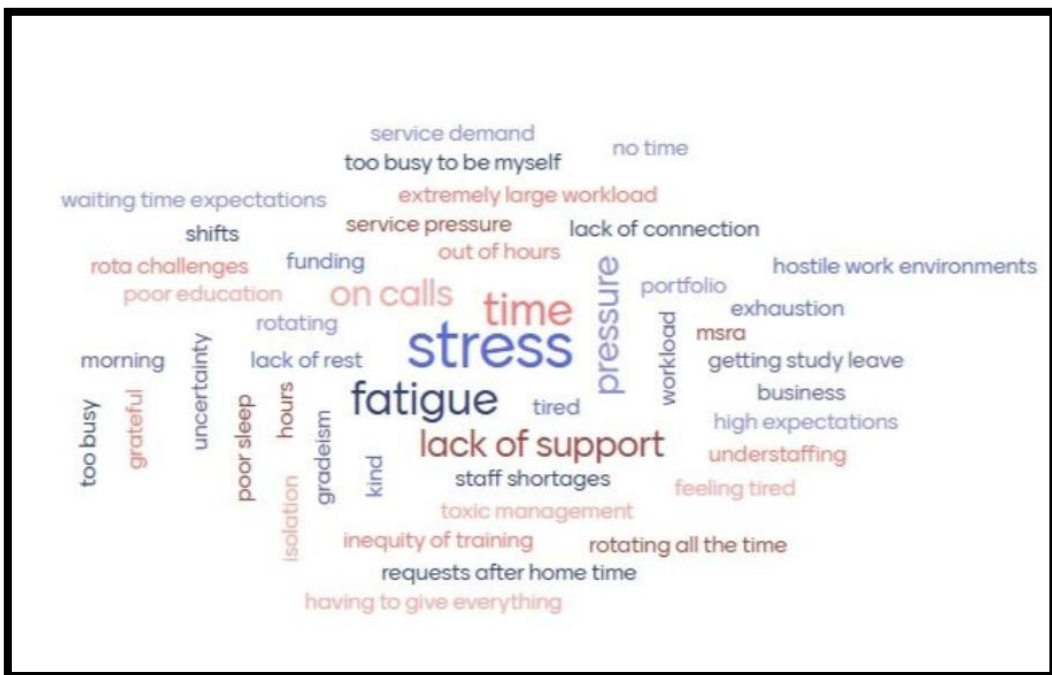 service demand
no time
too busy to be myself
waiting time expectations
extremely large workload
shifts
service pressure
lack of connection
rota challenges
funding
out of hours
pressure
hostile work environments
poor education
on calls
time
portfolio
exhaustion
rotating
stress
workload
msra
morning
uncertainty
lack of rest
getting study leave
too busy
grateful
poor sleep
hours
gradeism
fatigue
tired
business
high expectations
kind
lack of support
understaffing
isolation
staff shortages
feeling tired
toxic management
inequity of training
rotating all the time
requests after home time
having to give everything